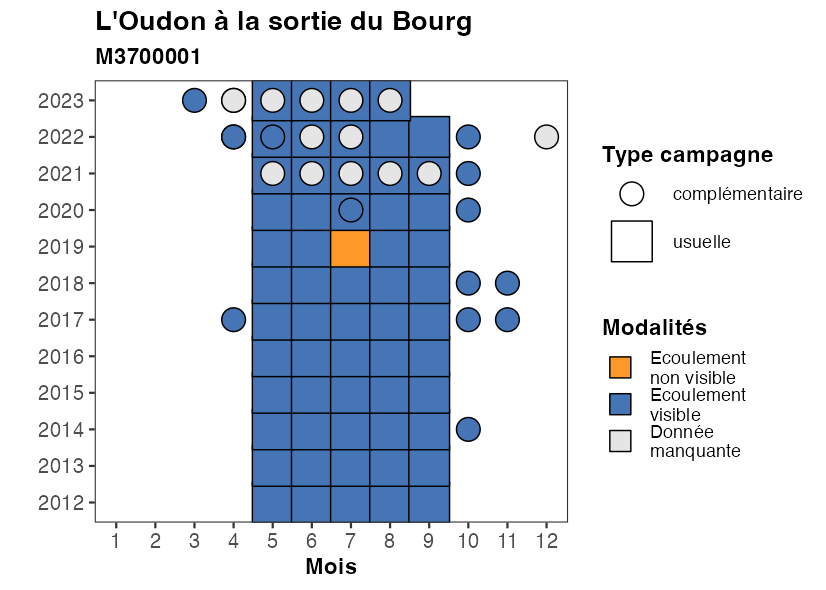 L'Oudon à la sortie du Bourg
M3700001
2023
2022
2021
2020
2019
2018
2017
2016
2015
2014
2013
2012
1 2 3 4 5 6 7 8 9 10 11 12
Mois
Type campagne
complémentaire
usuelle
Modalités
Ecoulement
non visible
Ecoulement
visible
Donnée
manquante